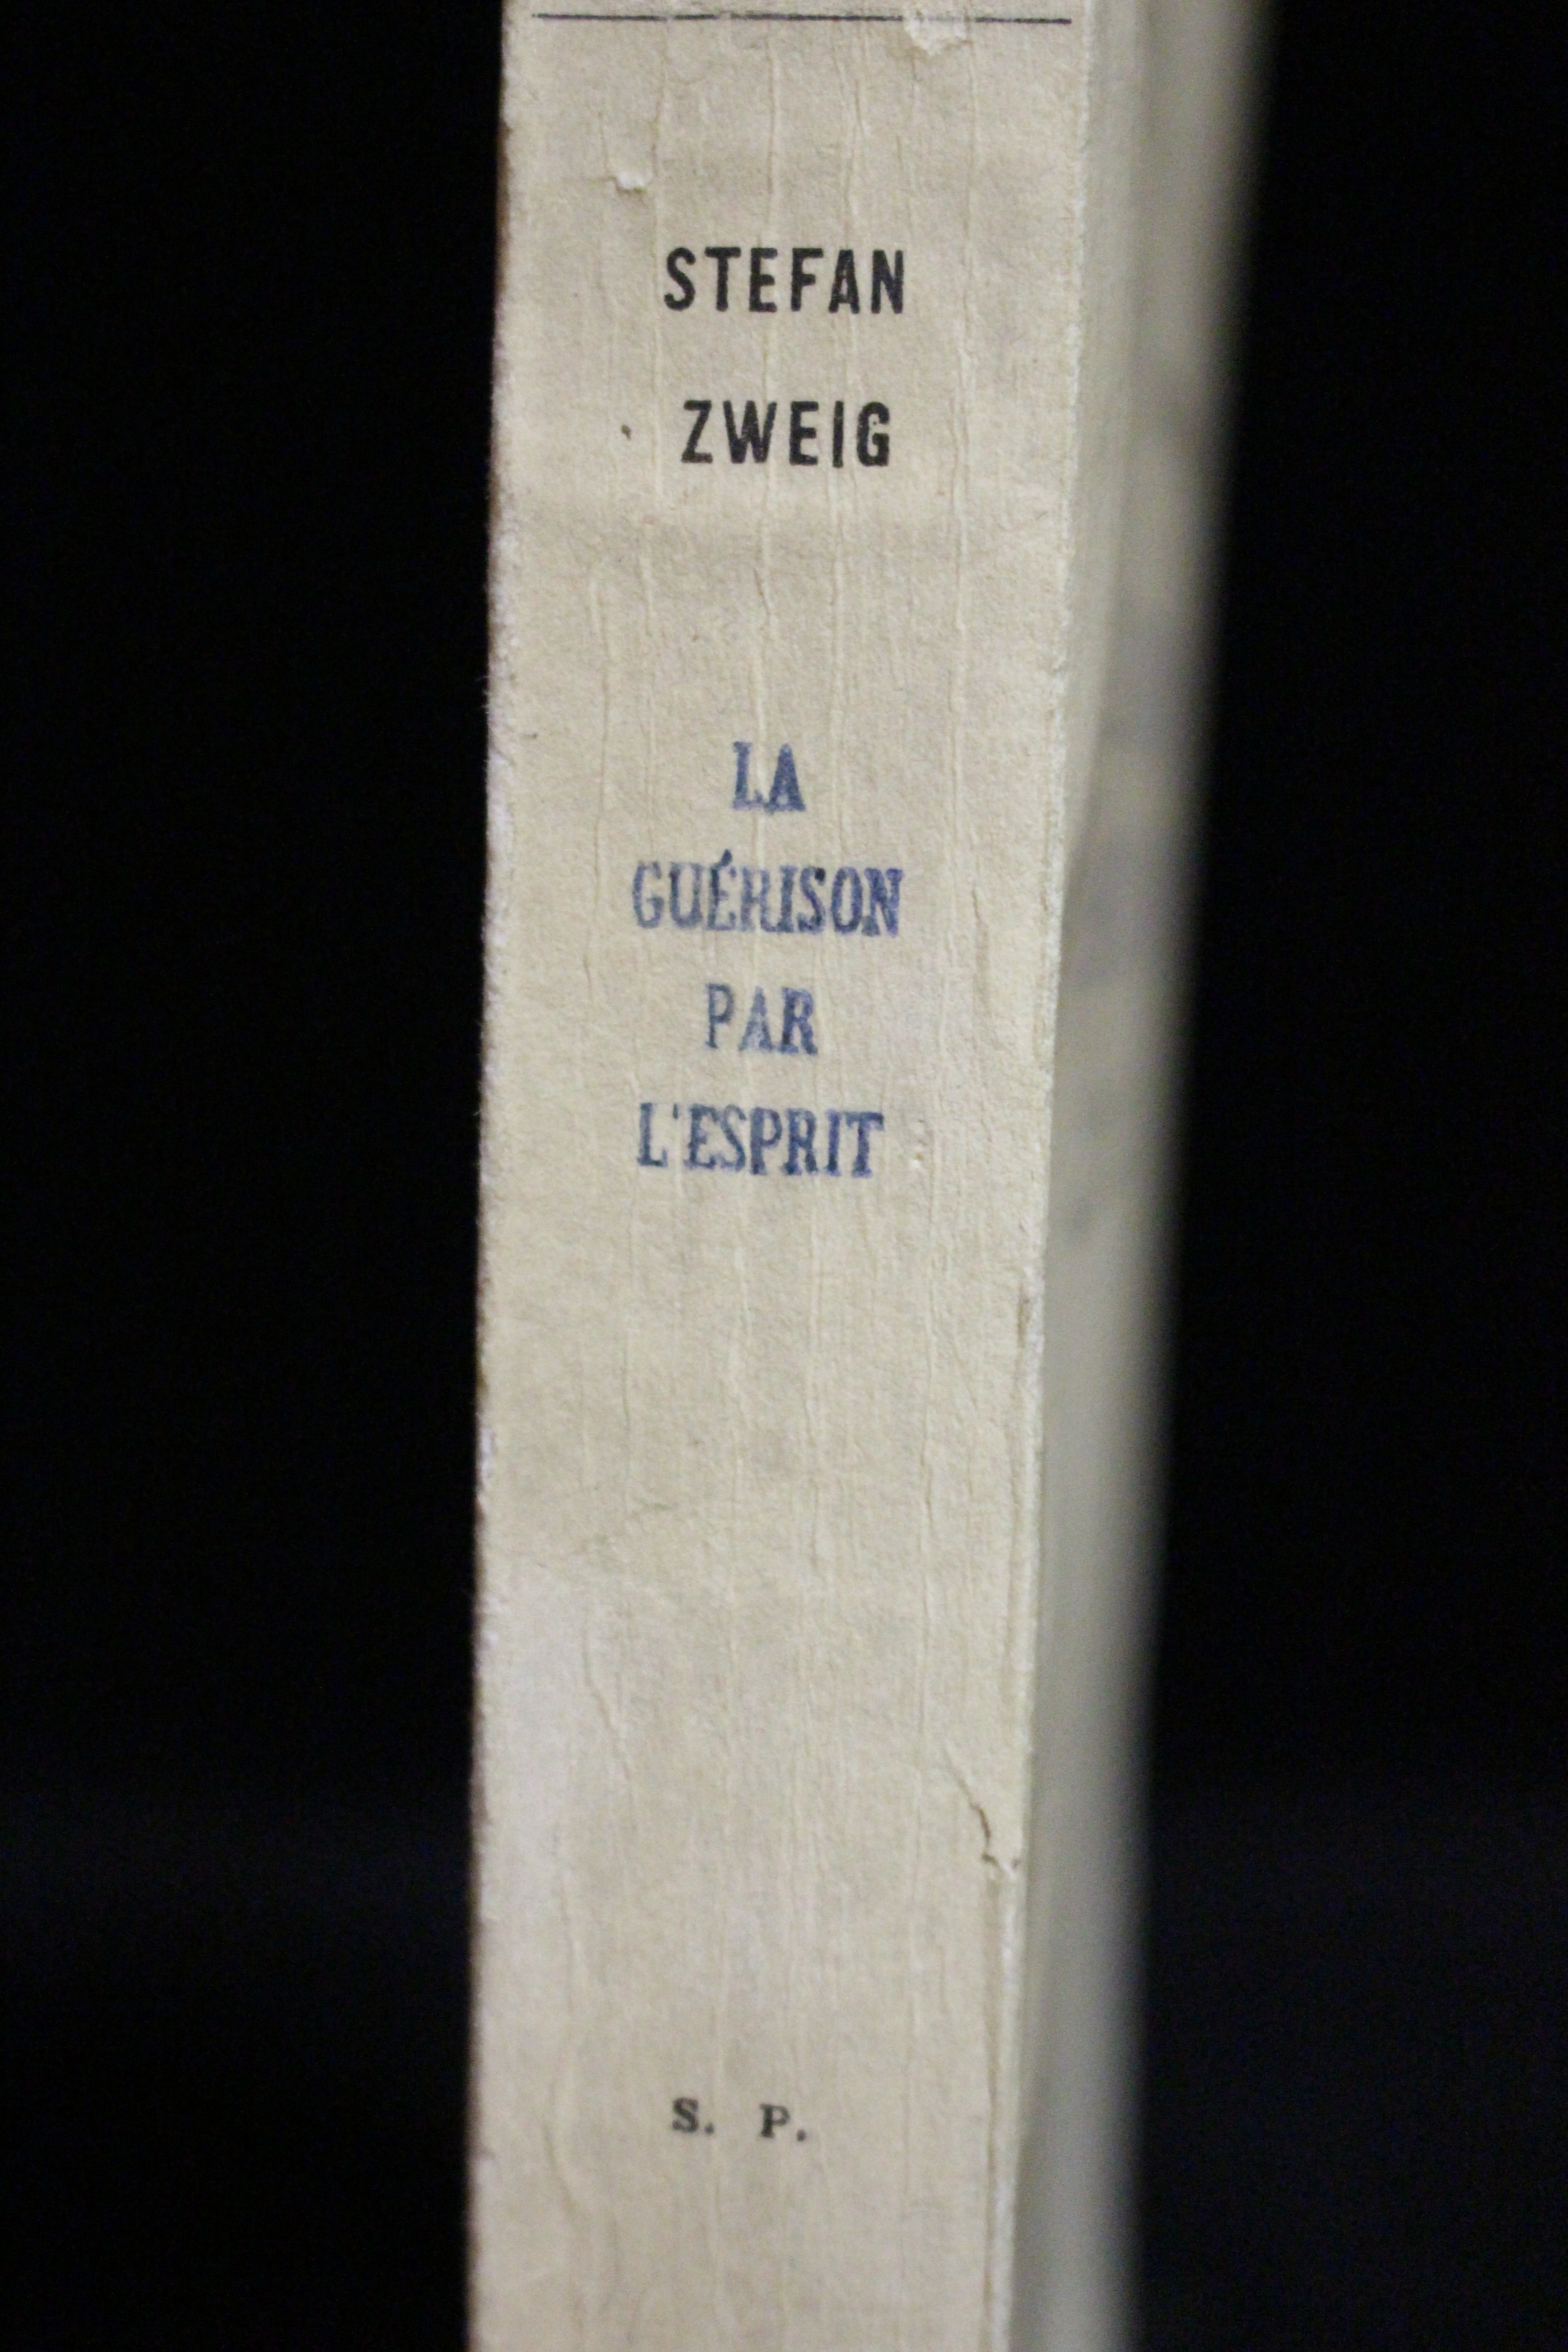 STEFAN
ZWEIG
LA
GUÉRISON
PAR
L'ESPRIT
S. P.